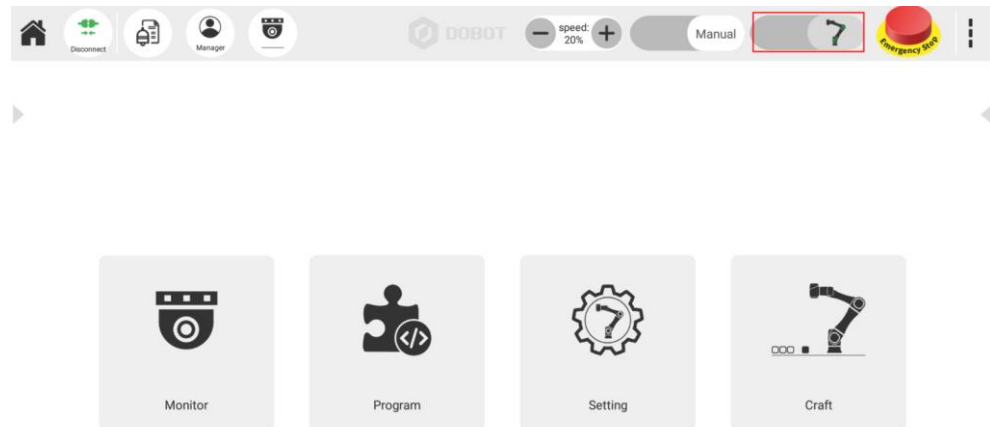 DOBOT
speed:
20%
Manual
Emergency Stop
Disconnect
Manager
Monitor
Program
Setting
Craft